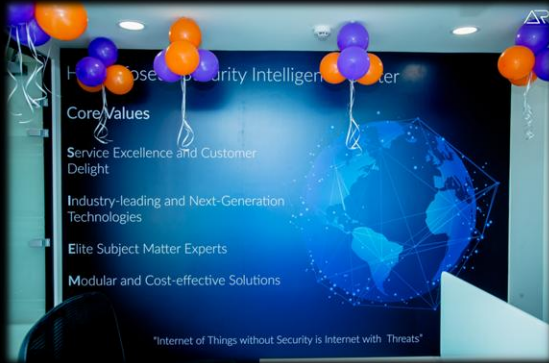 Security Intelligen
Core Values
Service Excellence and Customer
Delight
Industry-leading and Next-Generation
Technologies
Elite Subject Matter Experts
Modular and Cost-effective Solutions
"Internet of Things without Security is Internet with Threats"